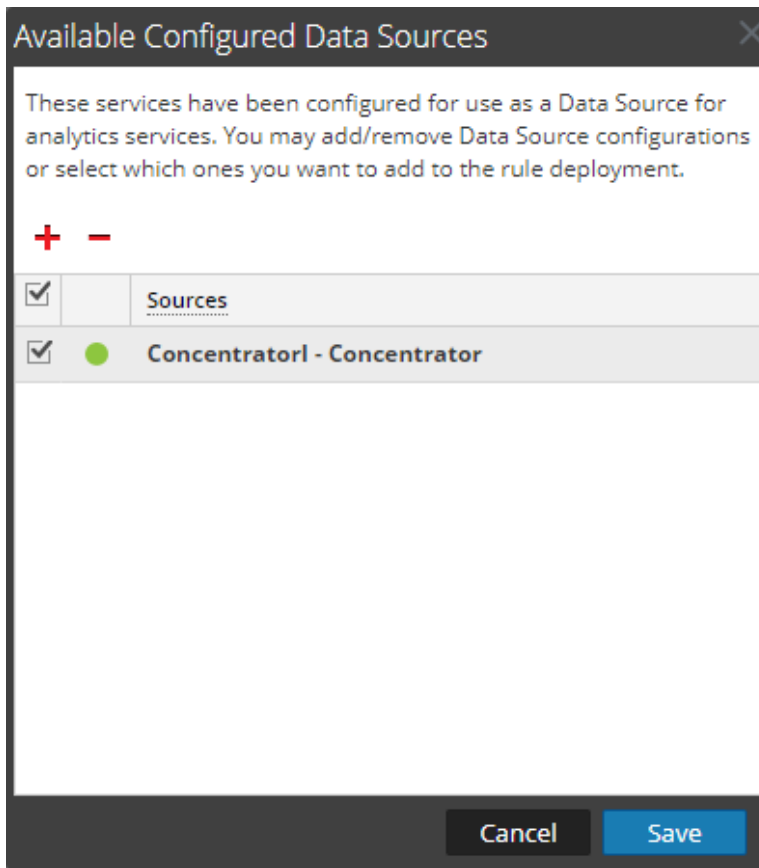 Available Configured Data Sources
These services have been configured for use as a Data Source for
analytics services. You may add/remove Data Source configurations
or select which ones you want to add to the rule deployment.
Sources
ConcentratorI - Concentrator
Cancel
Save